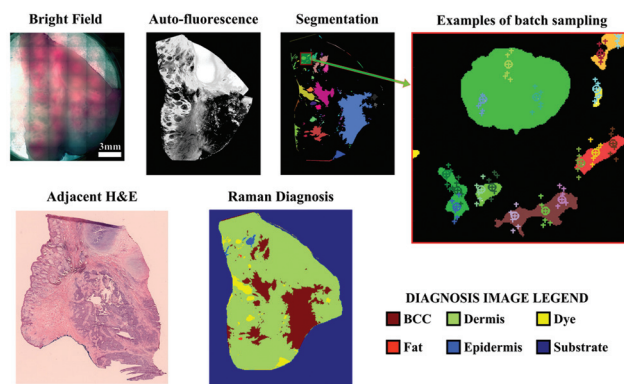 Bright Field
Auto-fluorescence
Segmentation
Examples of batch sampling
3mm
Adjacent H&E
Raman Diagnosis
DIAGNOSIS IMAGE LEGEND
BCC Dermis Dye
Fat Epidermis Substrate